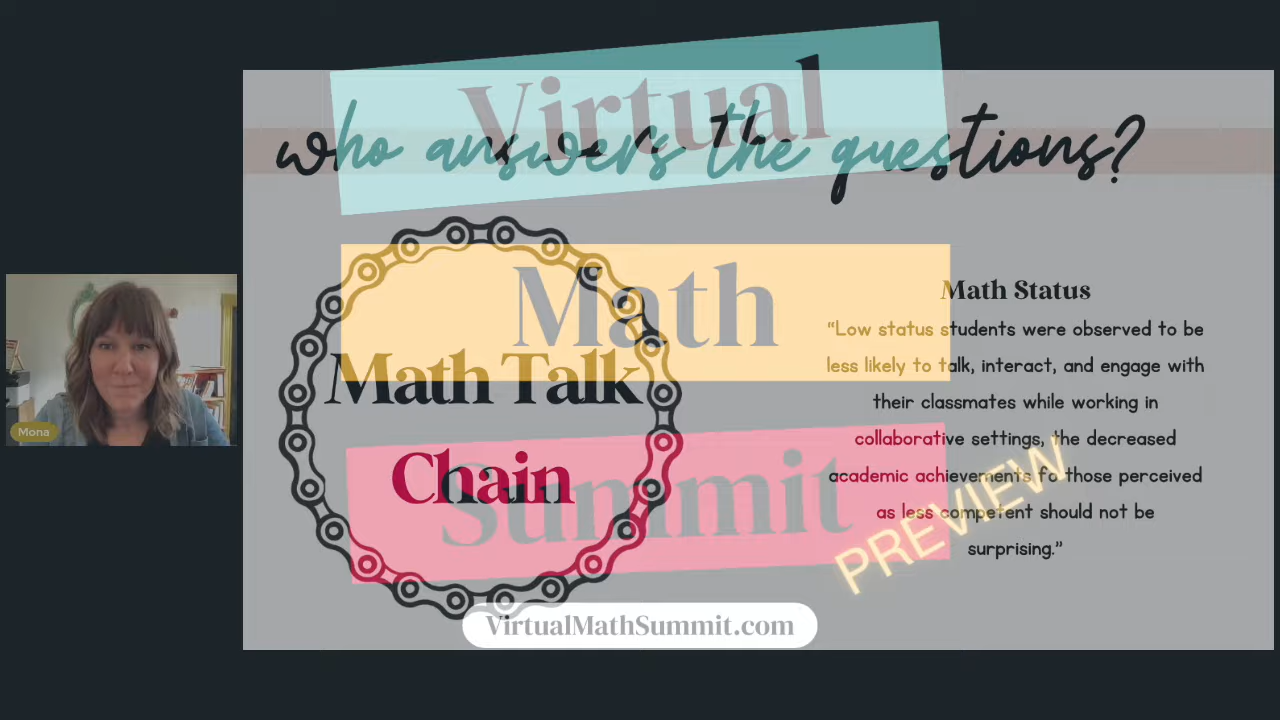 Virtual
who answers the questions?
Math
Math Talk
Chain
Summit
Math Status
“Low status students were observed to be
less likely to talk, interact, and engage with
their classmates while working in
collaborative settings, the decreased
academic achievements fo those perceived
as less competent should not be
surprising.”
PREVIEW
Mona
VirtualMathSummit.com